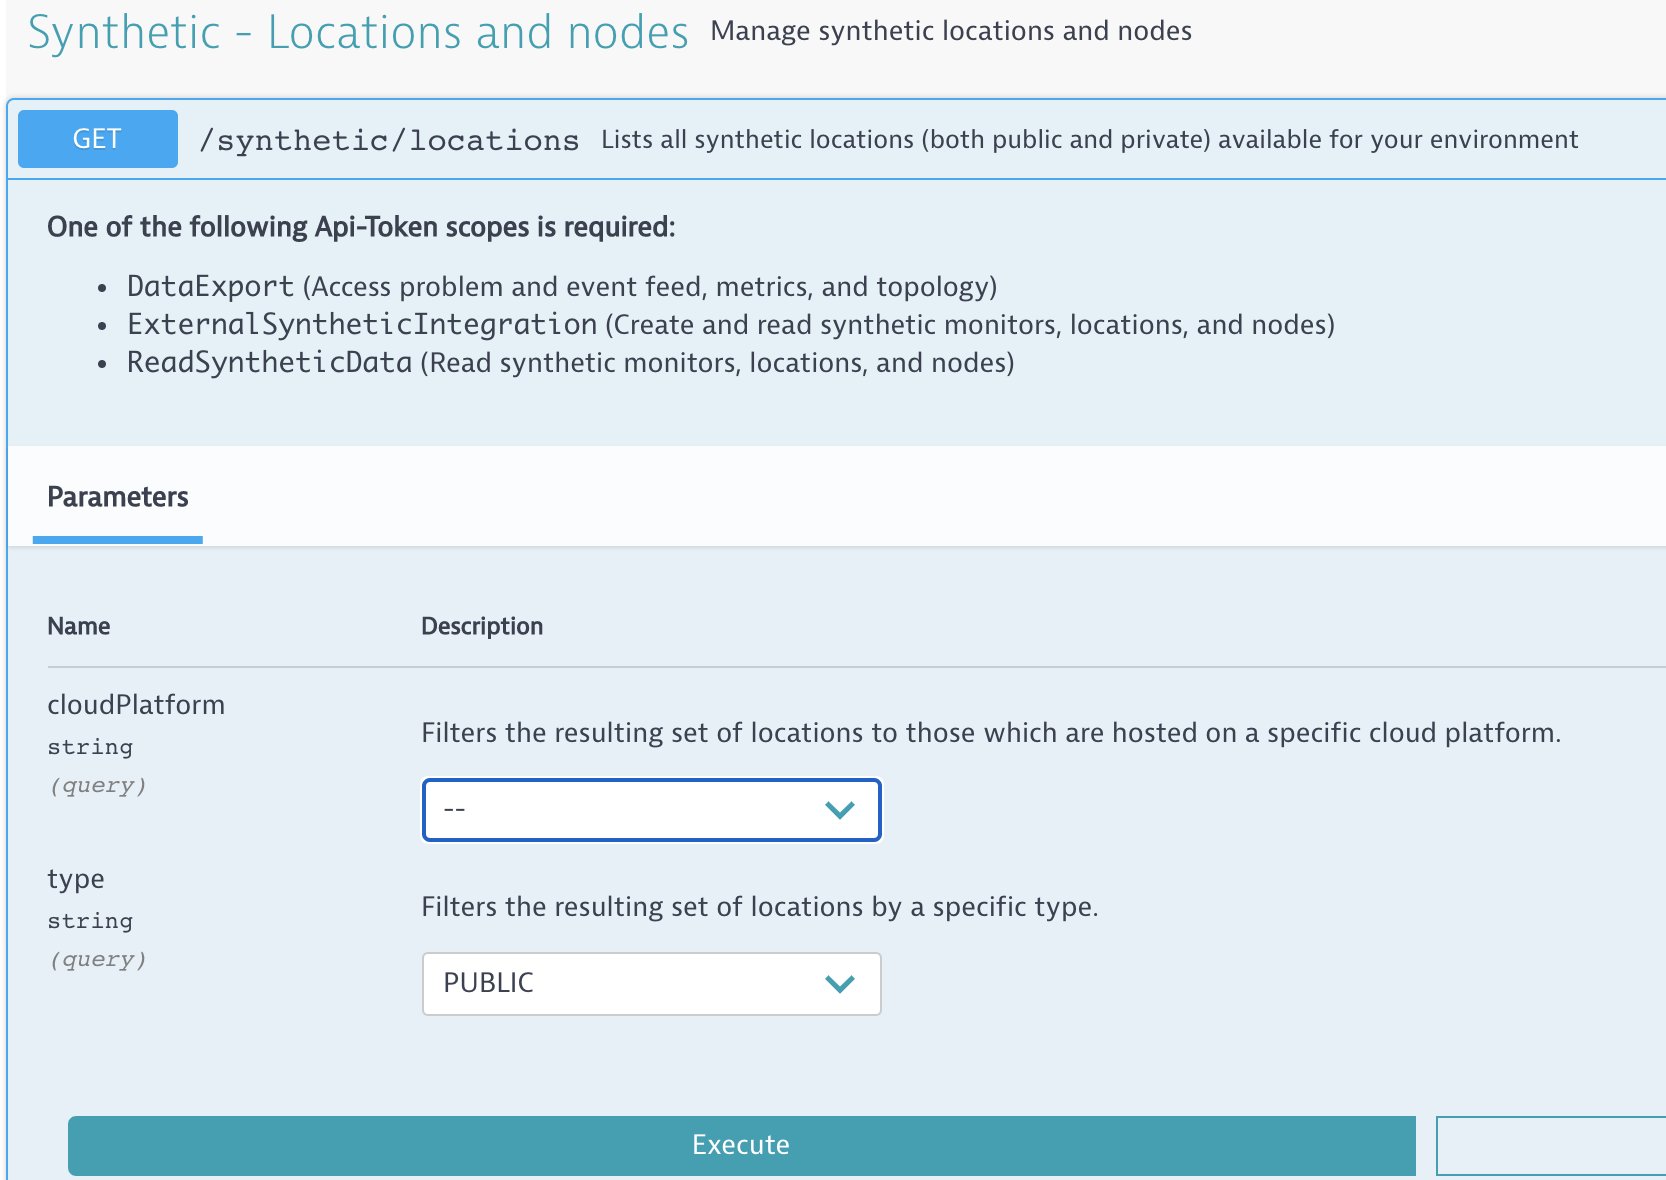 Synthetic - Locations and nodes Manage synthetic locations and nodes
GET /synthetic/locations Lists all synthetic locations (both public and private) available for your environment
One of the following Api-Token scopes is required:
• DataExport (Access problem and event feed, metrics, and topology)
• ExternalSyntheticIntegration (Create and read synthetic monitors, locations, and nodes)
• ReadSyntheticData (Read synthetic monitors, locations, and nodes)
Parameters
Name Description
cloudPlatform
string
(query)
Filters the resulting set of locations to those which are hosted on a specific cloud platform.
--
type
string
(query)
Filters the resulting set of locations by a specific type.
PUBLIC
Execute